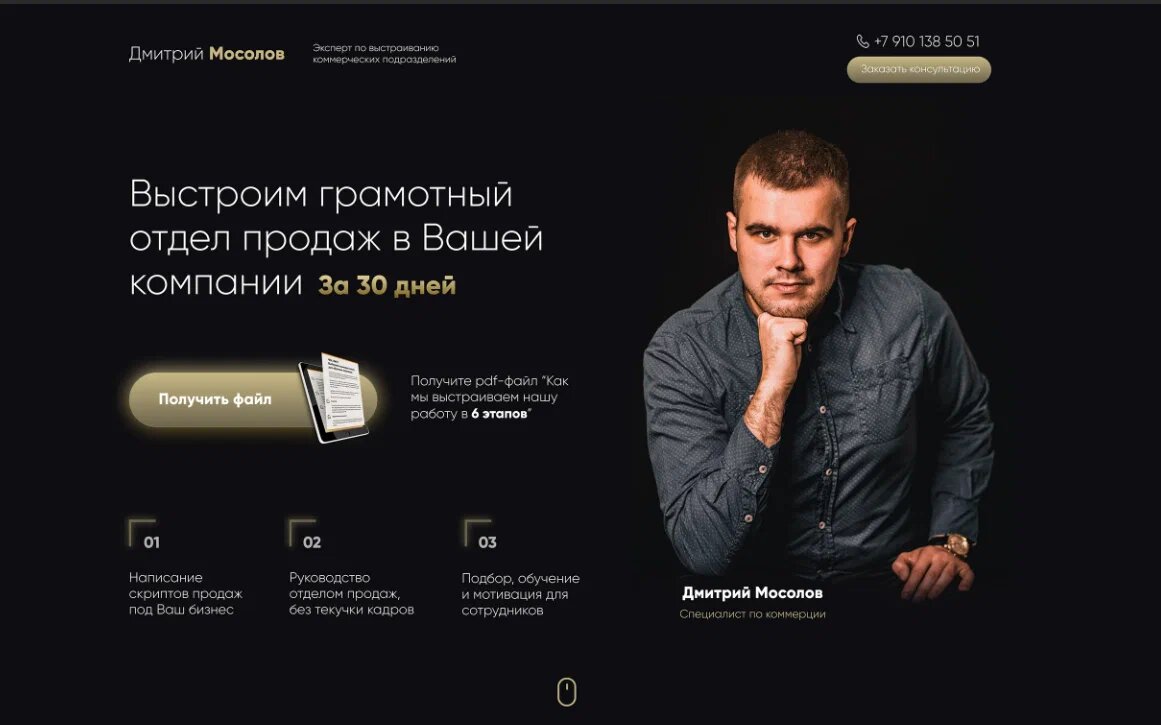 Дмитрий Мосолов
Эксперт по выстраиванию
коммерческих подразделений
+7 910 138 50 51
Заказать консультацию
Выстроим грамотный
отдел продаж в Вашей
компании За 30 дней
Получить файл
Получите pdf-файл “Как
мы выстраиваем нашу
работу в 6 этапов”
01
Написание
скриптов продаж
под Ваш бизнес
02
Руководство
отделом продаж,
без текучки кадров
03
Подбор, обучение
и мотивация для
сотрудников
Дмитрий Мосолов
Специалист по коммерции